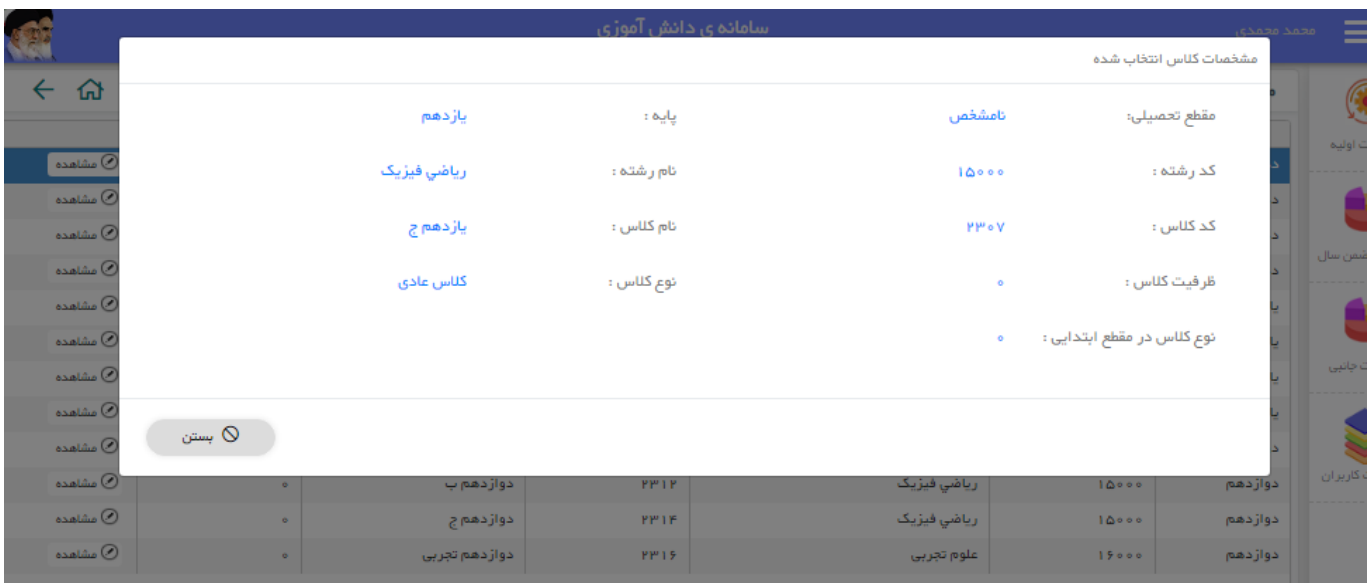 محمد محمدی
سامانه ی دانش آموزی
مشخصات کلاس انتخاب شده
مقطع تحصیلی: نامشخص پایه : یازدهم
کد رشته : ۱۵۰۰۰ نام رشته : رياضي فيزيک
کد کلاس : ۲۳۰۷ نام کلاس : یازدهم ج
ظرفیت کلاس : ۰ نوع کلاس : کلاس عادی
نوع کلاس در مقطع ابتدایی : ۰
بستن
مشاهده
مشاهده
مشاهده
مشاهده
مشاهده
مشاهده
مشاهده
مشاهده
مشاهده
دوازدهم ۱۵۰۰۰ رياضي فيزيک ۲۳۱۲ دوازدهم ب ۰ مشاهده
دوازدهم ۱۵۰۰۰ رياضي فيزيک ۲۳۱۴ دوازدهم ج ۰ مشاهده
دوازدهم ۱۶۰۰۰ علوم تجربی ۲۳۱۶ دوازدهم تجربی ۰ مشاهده
اولیه
سال
جانبی
کاربران